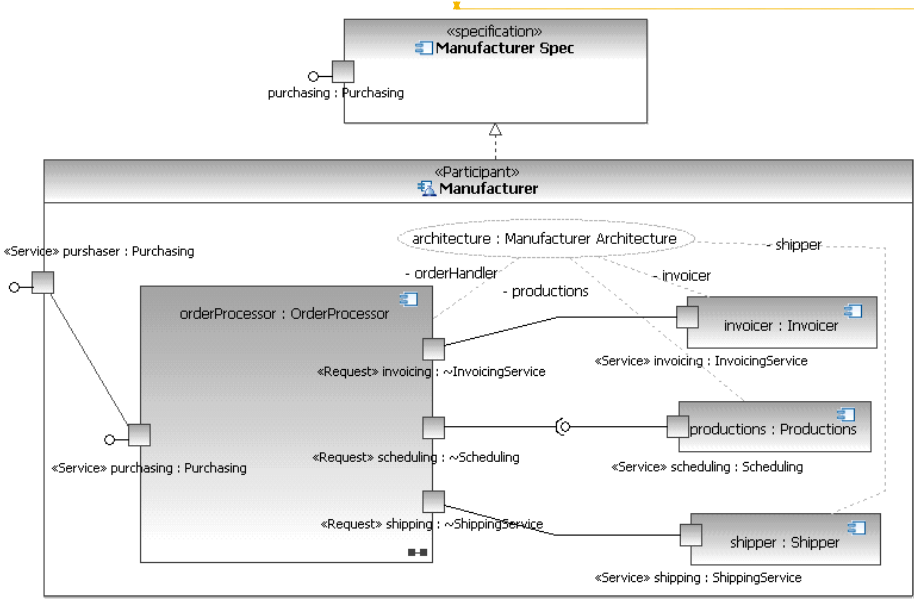 «specification»
Manufacturer Spec
purchasing : Purchasing
«Participant»
Manufacturer
architecture : Manufacturer Architecture
- shipper
«Service» purshaser : Purchasing
- orderHandler
- invoicer
- productions
orderProcessor : OrderProcessor
invoicer : Invoicer
«Service» invoicing : InvoicingService
«Request» invoicing : ~InvoicingService
productions : Productions
«Request» scheduling : ~Scheduling
«Service» purchasing : Purchasing
«Service» scheduling : Scheduling
«Request» shipping : ~ShippingService
shipper : Shipper
«Service» shipping : ShippingService